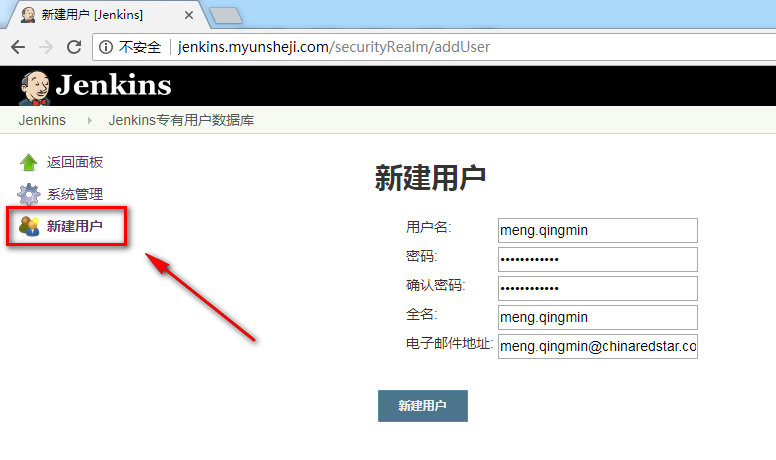 新建用户 [Jenkins]
不安全 jenkins.myunsheji.com/securityRealm/addUser
Jenkins
Jenkins Jenkins专有用户数据库
返回面板
系统管理
新建用户
新建用户
用户名: meng.qingmin
密码: ••••••••••••
确认密码: ••••••••••••
全名: meng.qingmin
电子邮件地址: meng.qingmin@chinaredstar.co
新建用户